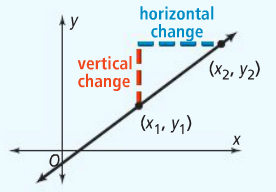 horizontal
change
y
vertical
change
(x₂, y₂)
(x₁, y₁)
x
O